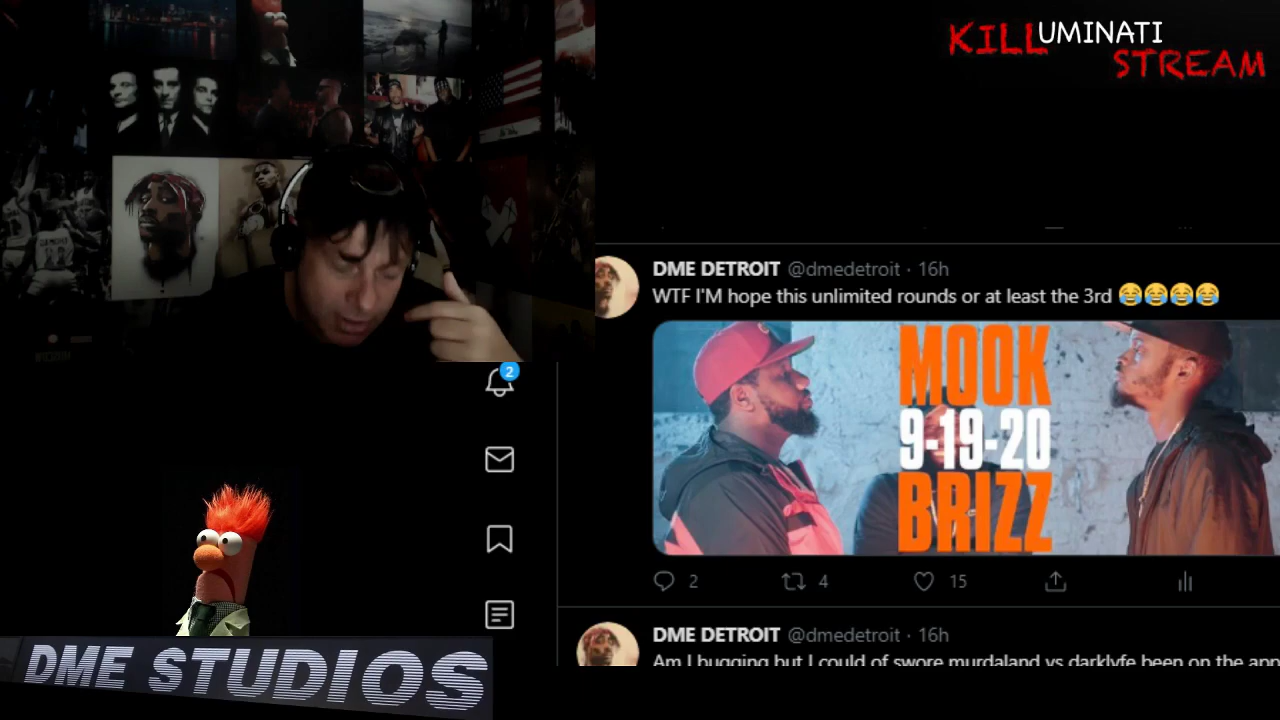 KILLUMINATI
STREAM
DME DETROIT @dmedetroit · 16h
WTF I'M hope this unlimited rounds or at least the 3rd 😂😂😂😂
MOOK
9-19-20
BRIZZ
2 4 15
2
DME DETROIT @dmedetroit · 16h
Am I bugging but I could of swore murdaland vs darklyfe been on the app
DME STUDIOS